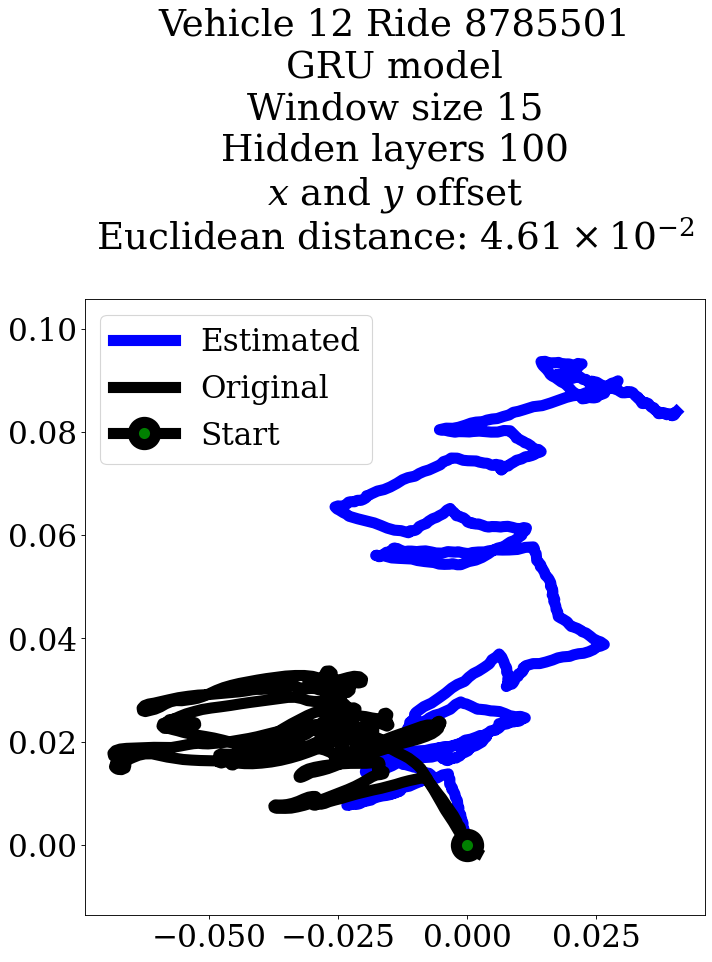 Vehicle 12 Ride 8785501
GRU model
Window size 15
Hidden layers 100
x and y offset
Euclidean distance: 4.61 × 10⁻²
Estimated
Original
Start
0.10
0.08
0.06
0.04
0.02
0.00
−0.050 −0.025 0.000 0.025